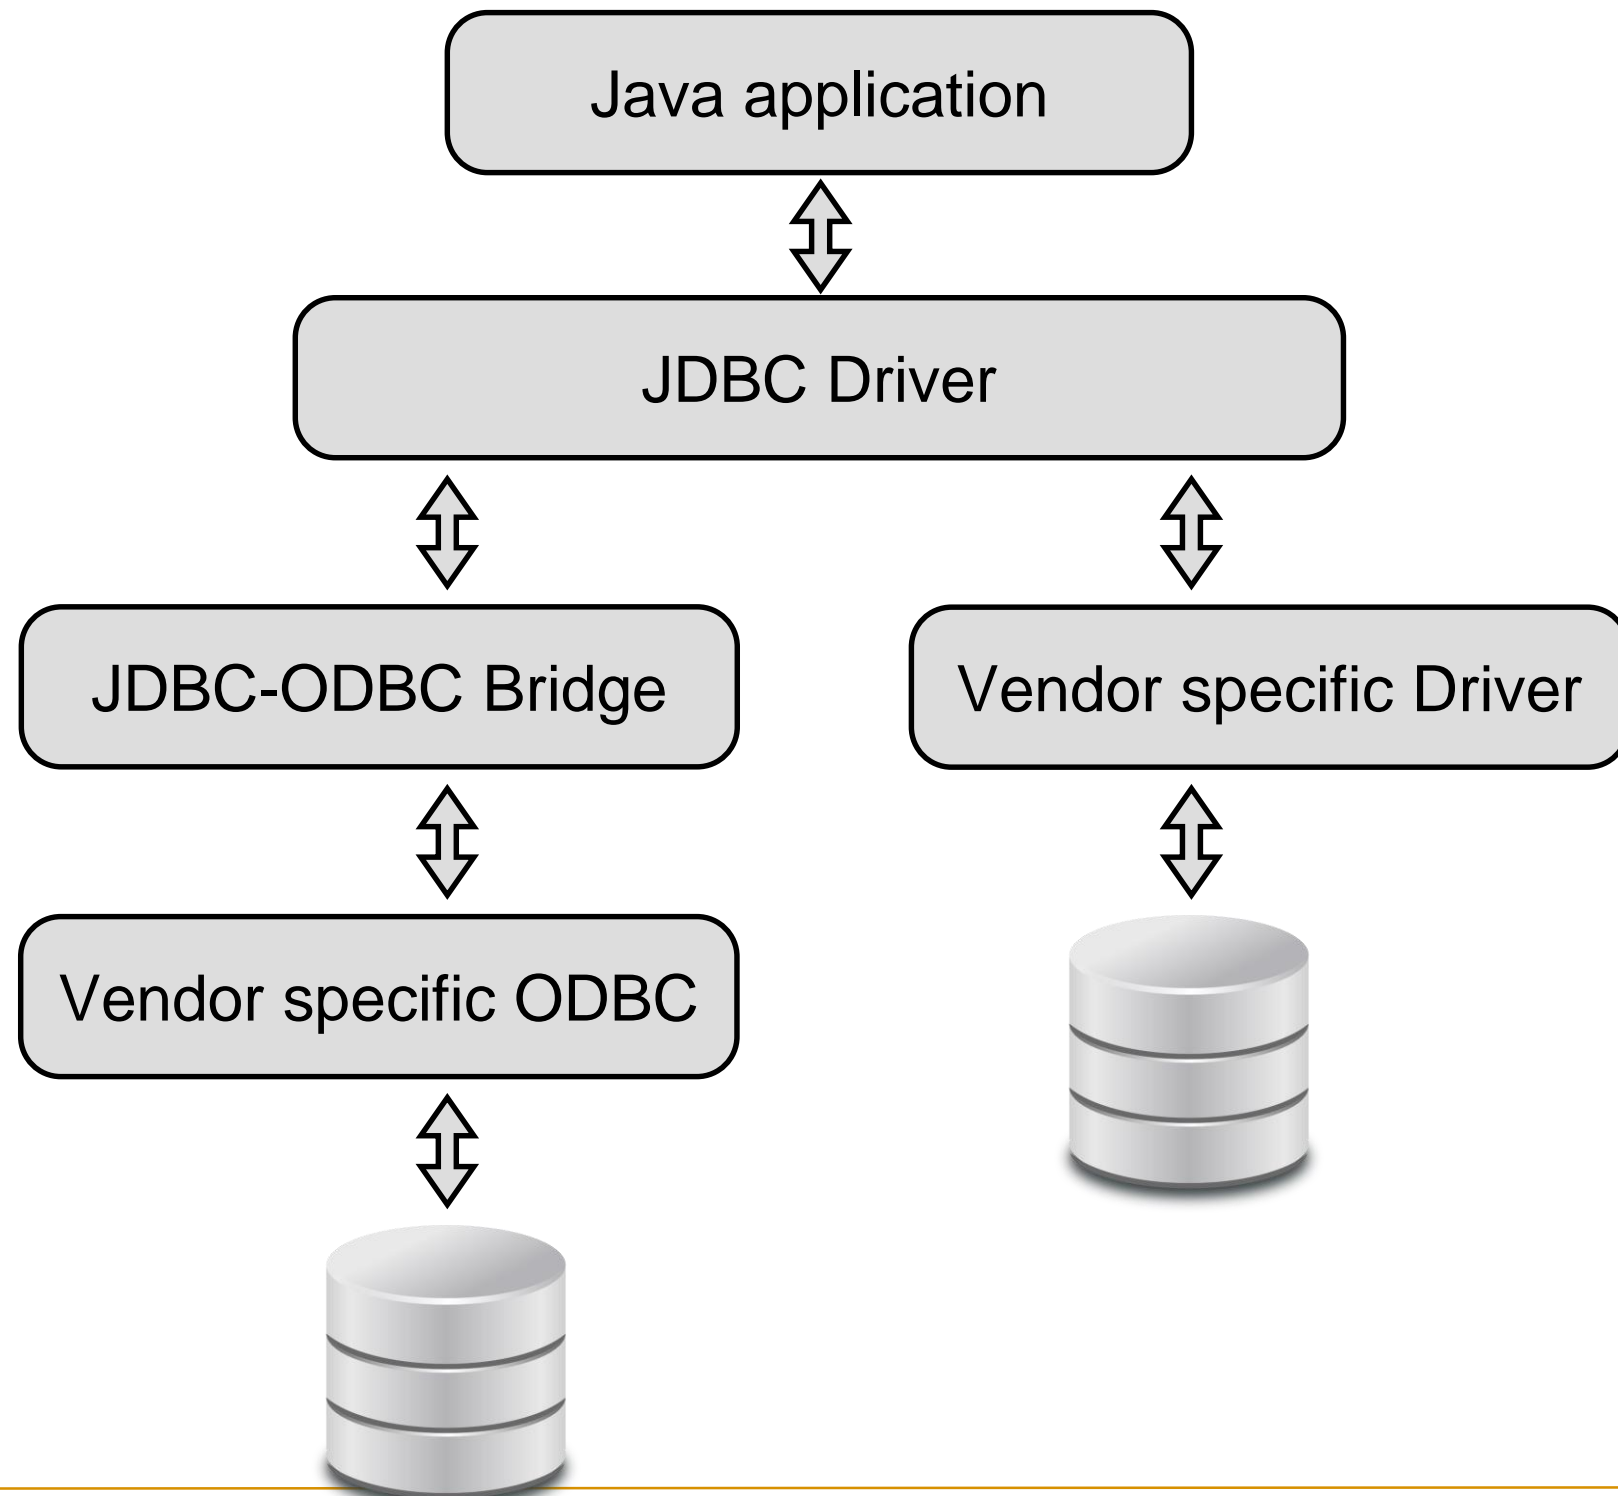 Java application
JDBC Driver
JDBC-ODBC Bridge
Vendor specific Driver
Vendor specific ODBC